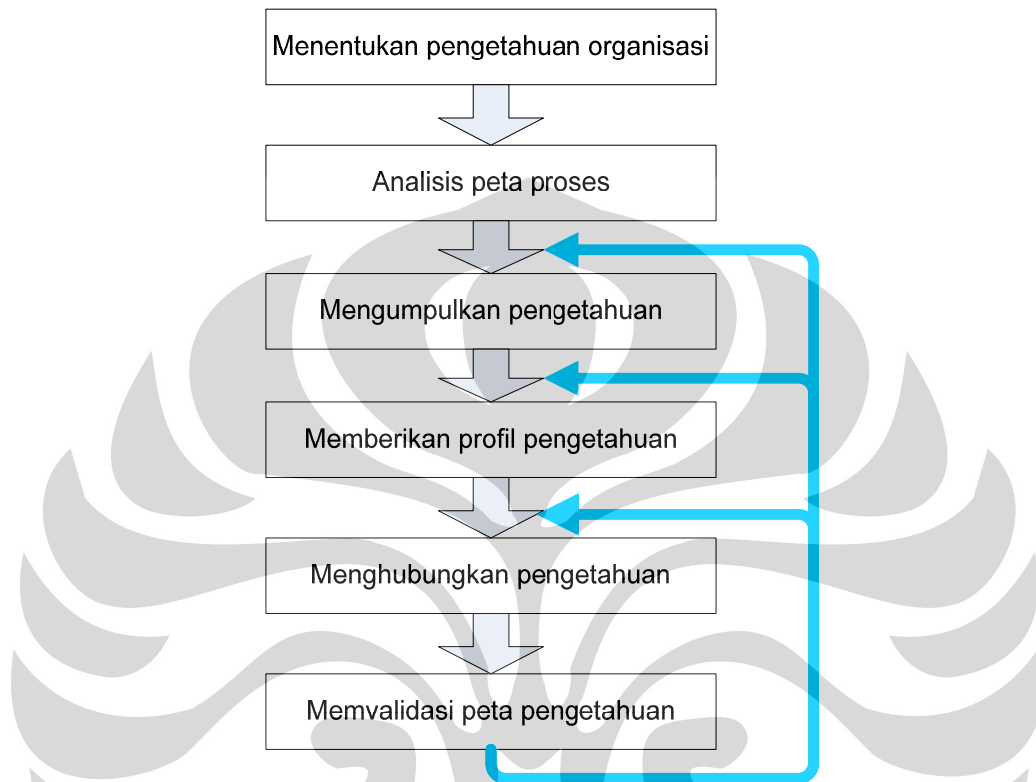 Menentukan pengetahuan organisasi
Analisis peta proses
Mengumpulkan pengetahuan
Memberikan profil pengetahuan
Menghubungkan pengetahuan
Memvalidasi peta pengetahuan